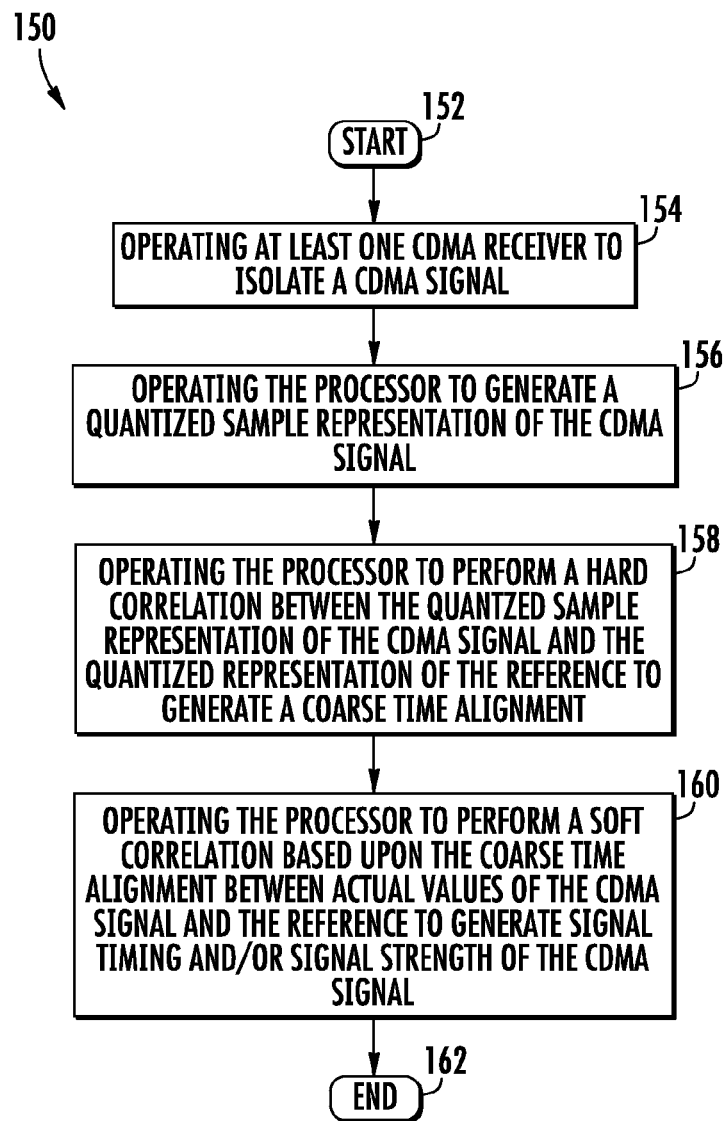 150
152
START
154
OPERATING AT LEAST ONE CDMA RECEIVER TO
ISOLATE A CDMA SIGNAL
156
OPERATING THE PROCESSOR TO GENERATE A
QUANTIZED SAMPLE REPRESENTATION OF THE CDMA
SIGNAL
158
OPERATING THE PROCESSOR TO PERFORM A HARD
CORRELATION BETWEEN THE QUANTZED SAMPLE
REPRESENTATION OF THE CDMA SIGNAL AND THE
QUANTIZED REPRESENTATION OF THE REFERENCE TO
GENERATE A COARSE TIME ALIGNMENT
160
OPERATING THE PROCESSOR TO PERFORM A SOFT
CORRELATION BASED UPON THE COARSE TIME
ALIGNMENT BETWEEN ACTUAL VALUES OF THE CDMA
SIGNAL AND THE REFERENCE TO GENERATE SIGNAL
TIMING AND/OR SIGNAL STRENGTH OF THE CDMA
SIGNAL
162
END